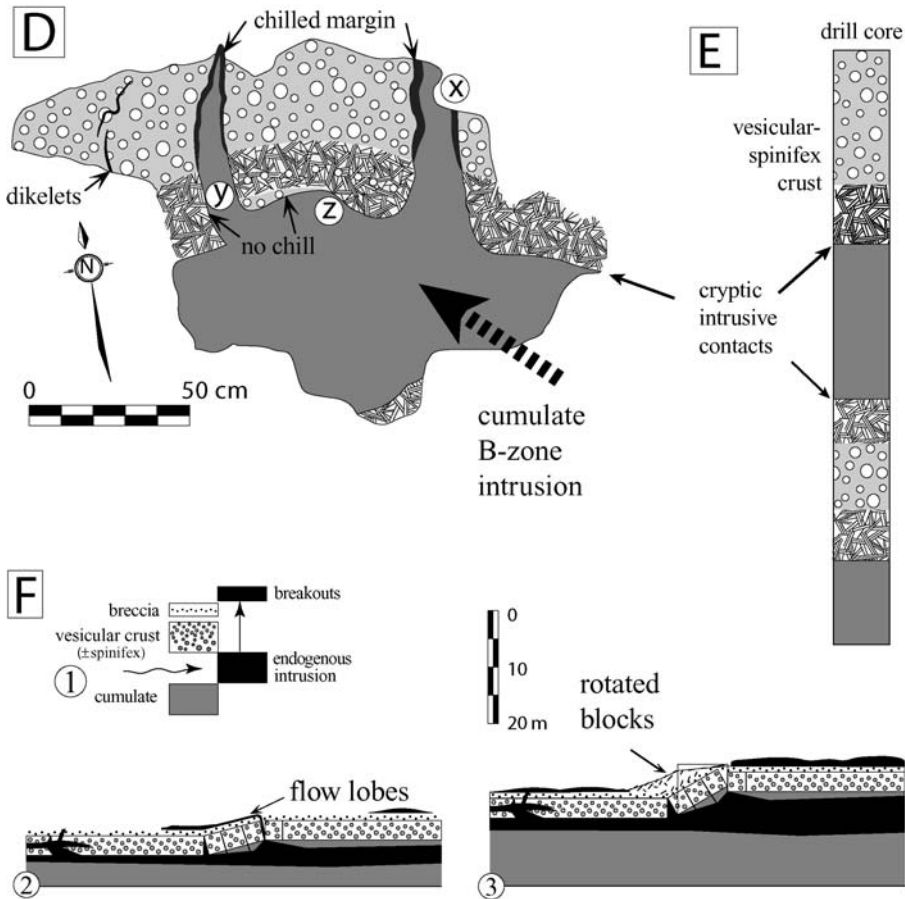 D
chilled margin
x
dikelets
y
z
no chill
N
0
50 cm
cumulate
B-zone
intrusion
E
drill core
vesicular-
spinifex
crust
cryptic
intrusive
contacts
F
breakouts
breccia
vesicular crust
(±spinifex)
endogenous
intrusion
1
cumulate
0
10
20 m
rotated
blocks
flow lobes
2
3